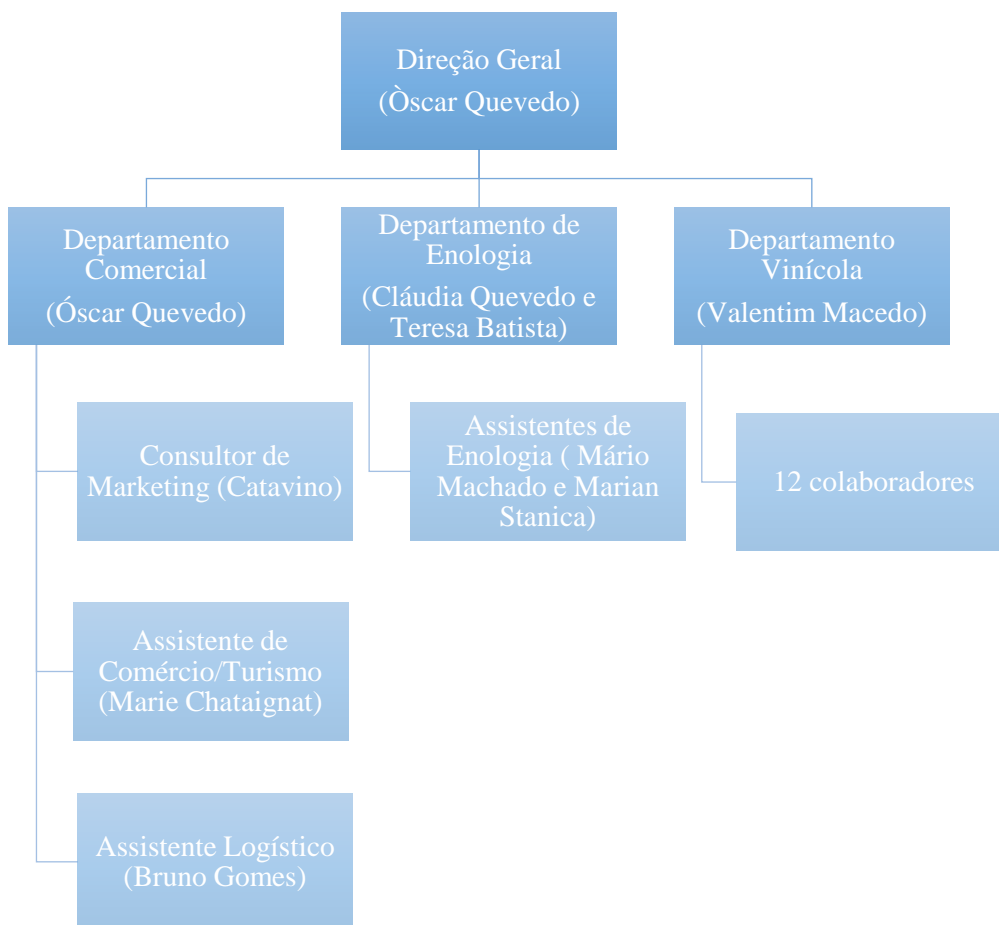 Direção Geral
(Òscar Quevedo)
Departamento
Comercial
(Óscar Quevedo)
Departamento de
Enologia
(Cláudia Quevedo e
Teresa Batista)
Departamento
Vinícola
(Valentim Macedo)
Consultor de
Marketing (Catavino)
Assistentes de
Enologia ( Mário
Machado e Marian
Stanica)
12 colaboradores
Assistente de
Comércio/Turismo
(Marie Chataignat)
Assistente Logístico
(Bruno Gomes)